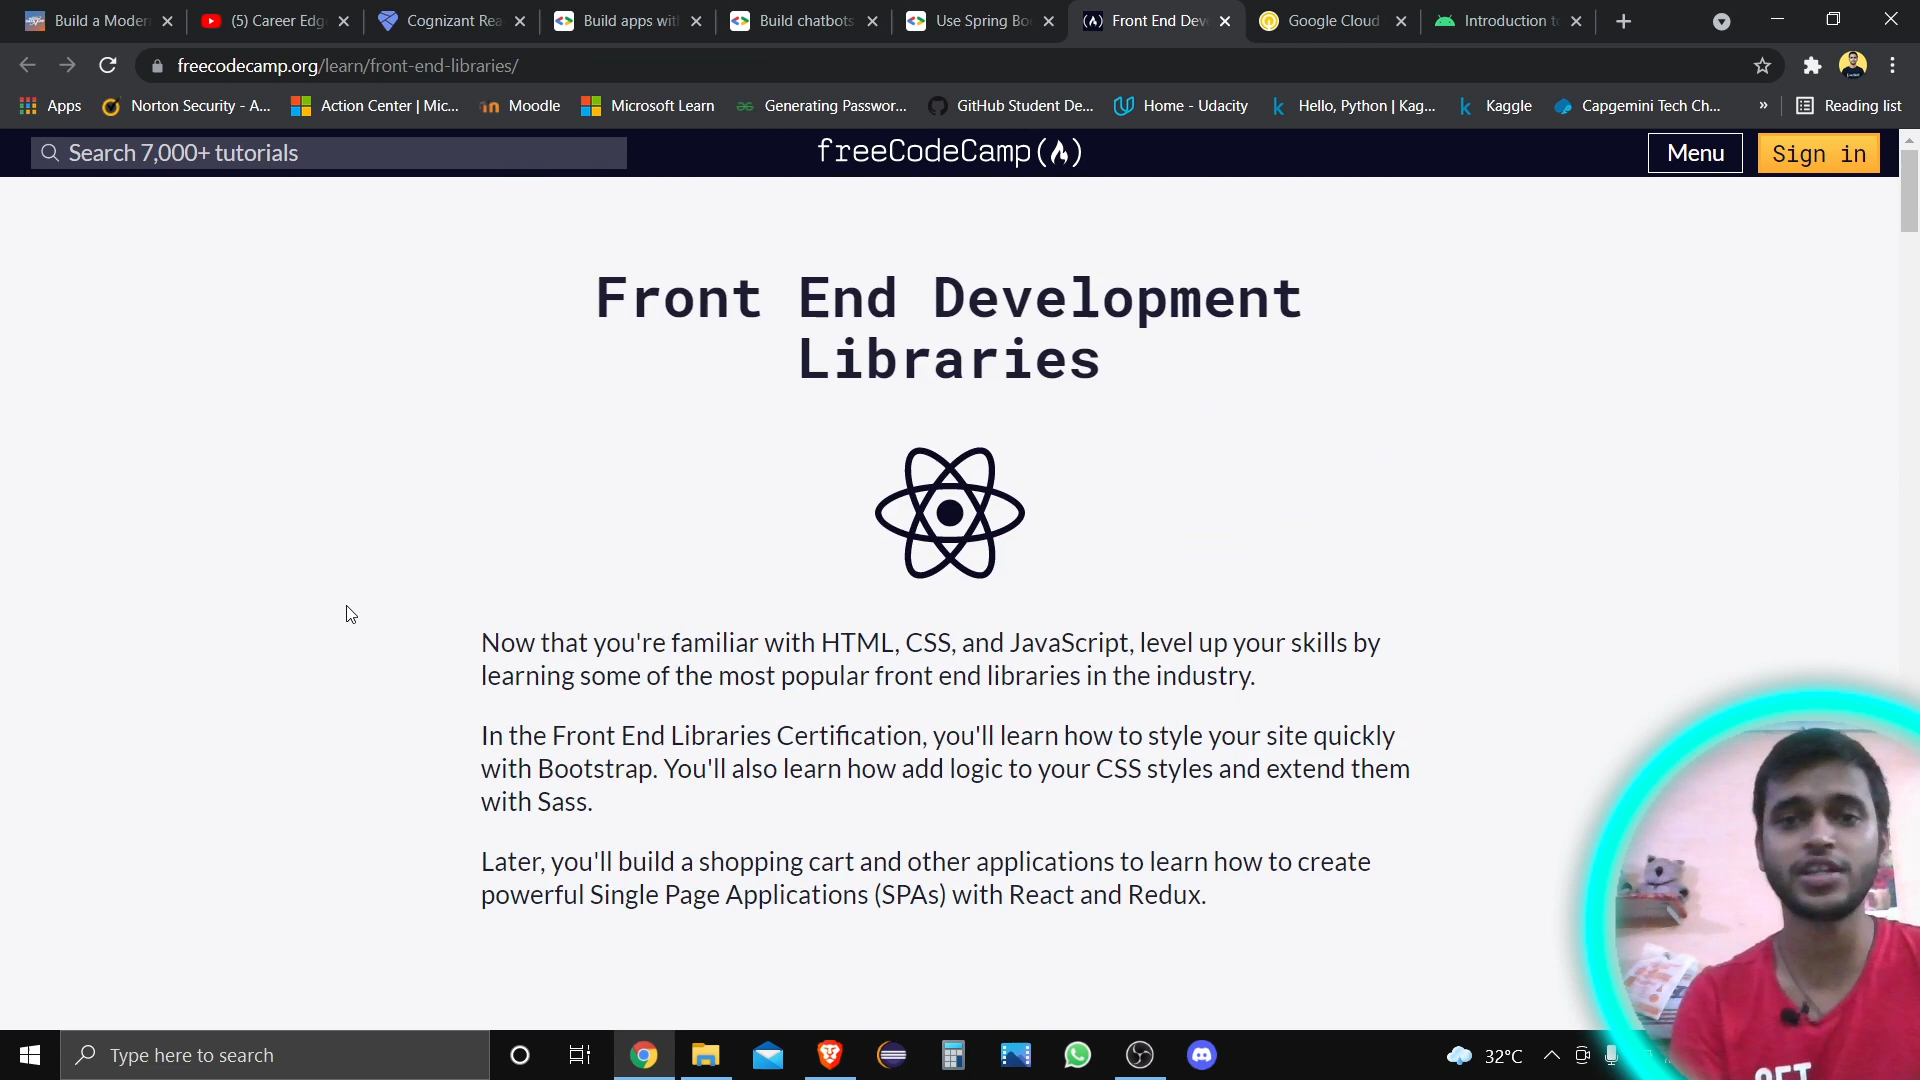 Build a Moder
(5) Career Edg
Cognizant Rea
Build apps wit
Build chatbots
Use Spring Bo
Front End Dev
Google Cloud
Introduction to
freecodecamp.org/learn/front-end-libraries/
Apps
Norton Security - A...
Action Center | Mic...
Moodle
Microsoft Learn
Generating Passwor...
GitHub Student De...
Home - Udacity
Hello, Python | Kag...
Kaggle
Capgemini Tech Ch...
»
Reading list
Search 7,000+ tutorials
freeCodeCamp
Menu
Sign in
Front End Development
Libraries
Now that you're familiar with HTML, CSS, and JavaScript, level up your skills by
learning some of the most popular front end libraries in the industry.
In the Front End Libraries Certification, you'll learn how to style your site quickly
with Bootstrap. You'll also learn how add logic to your CSS styles and extend them
with Sass.
Later, you'll build a shopping cart and other applications to learn how to create
powerful Single Page Applications (SPAs) with React and Redux.
Type here to search
32°C